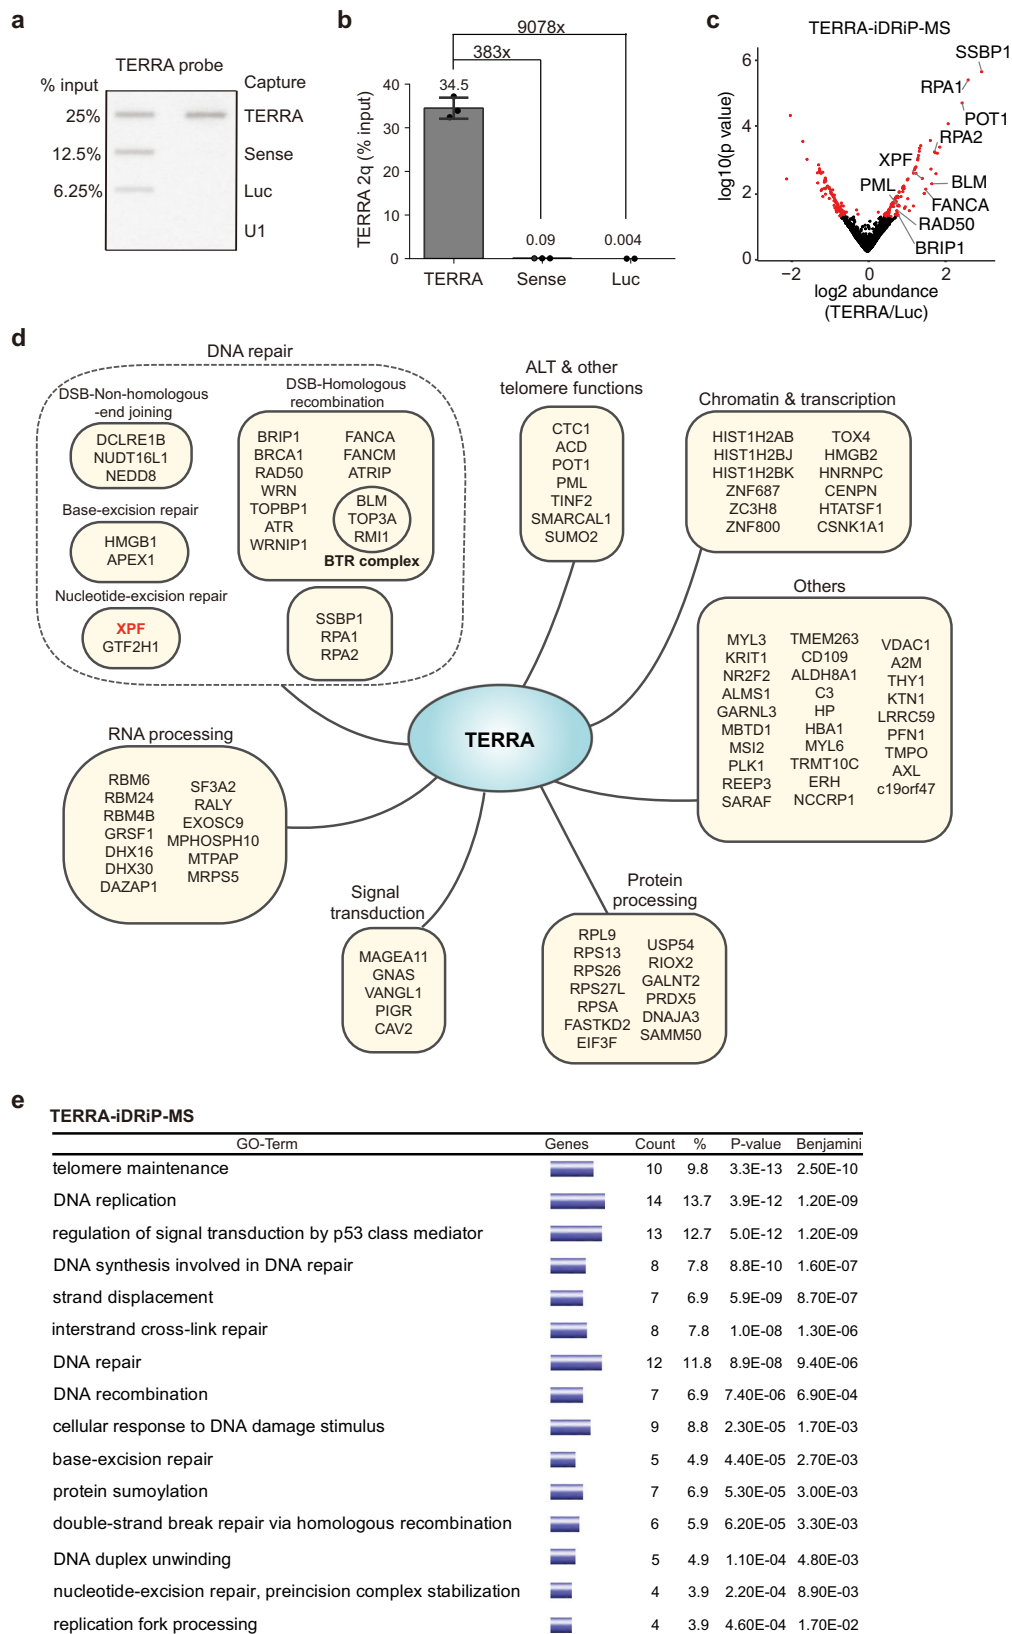 a
TERRA probe
% input
Capture
25%
TERRA
12.5%
Sense
6.25%
Luc
U1
b
9078x
383x
TERRA 2q (% input)
40
30
20
10
0
34.5
0.09
0.004
TERRA
Sense
Luc
c
TERRA-iDRiP-MS
log10(p value)
6
4
2
0
SSBP1
RPA1
POT1
RPA2
XPF
PML
BLM
FANCA
RAD50
BRIP1
−2
0
2
log2 abundance
(TERRA/Luc)
d
DNA repair
DSB-Non-homologous
-end joining
DCLRE1B
NUDT16L1
NEDD8
Base-excision repair
HMGB1
APEX1
Nucleotide-excision repair
XPF
GTF2H1
DSB-Homologous
recombination
BRIP1
BRCA1
RAD50
WRN
TOPBP1
ATR
WRNIP1
FANCA
FANCM
ATRIP
BLM
TOP3A
RMI1
BTR complex
SSBP1
RPA1
RPA2
ALT & other
telomere functions
CTC1
ACD
POT1
PML
TINF2
SMARCAL1
SUMO2
Chromatin & transcription
HIST1H2AB
HIST1H2BJ
HIST1H2BK
ZNF687
ZC3H8
ZNF800
TOX4
HMGB2
HNRNPC
CENPN
HTATSF1
CSNK1A1
Others
MYL3
KRIT1
NR2F2
ALMS1
GARNL3
MBTD1
MSI2
PLK1
REEP3
SARAF
TMEM263
CD109
ALDH8A1
C3
HP
HBA1
MYL6
TRMT10C
ERH
NCCRP1
VDAC1
A2M
THY1
KTN1
LRRC59
PFN1
TMPO
AXL
c19orf47
TERRA
RNA processing
RBM6
RBM24
RBM4B
GRSF1
DHX16
DHX30
DAZAP1
SF3A2
RALY
EXOSC9
MPHOSPH10
MTPAP
MRPS5
Signal
transduction
MAGEA11
GNAS
VANGL1
PIGR
CAV2
Protein
processing
RPL9
RPS13
RPS26
RPS27L
RPSA
FASTKD2
EIF3F
USP54
RIOX2
GALNT2
PRDX5
DNAJA3
SAMM50
e
TERRA-iDRiP-MS
GO-Term Genes Count % P-value Benjamini
telomere maintenance 10 9.8 3.3E-13 2.50E-10
DNA replication 14 13.7 3.9E-12 1.20E-09
regulation of signal transduction by p53 class mediator 13 12.7 5.0E-12 1.20E-09
DNA synthesis involved in DNA repair 8 7.8 8.8E-10 1.60E-07
strand displacement 7 6.9 5.9E-09 8.70E-07
interstrand cross-link repair 8 7.8 1.0E-08 1.30E-06
DNA repair 12 11.8 8.9E-08 9.40E-06
DNA recombination 7 6.9 7.40E-06 6.90E-04
cellular response to DNA damage stimulus 9 8.8 2.30E-05 1.70E-03
base-excision repair 5 4.9 4.40E-05 2.70E-03
protein sumoylation 7 6.9 5.30E-05 3.00E-03
double-strand break repair via homologous recombination 6 5.9 6.20E-05 3.30E-03
DNA duplex unwinding 5 4.9 1.10E-04 4.80E-03
nucleotide-excision repair, preincision complex stabilization 4 3.9 2.20E-04 8.90E-03
replication fork processing 4 3.9 4.60E-04 1.70E-02